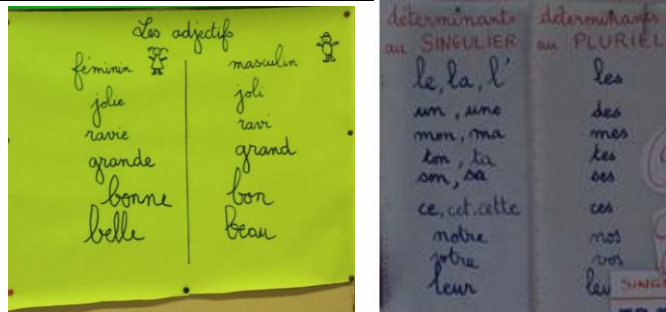 Les adjectifs
féminin masculin
jolie joli
ravie ravi
grande grand
bonne bon
belle beau
déterminants déterminants
au SINGULIER au PLURIEL
le, la, l' les
un, une des
mon, ma mes
ton, ta tes
son, sa ses
ce, cet, cette ces
notre nos
votre vos
leur